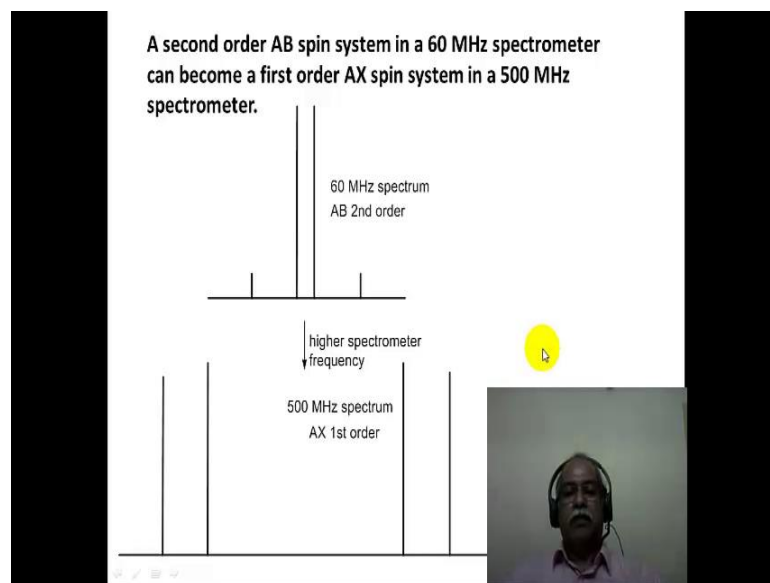 A second order AB spin system in a 60 MHz spectrometer
can become a first order AX spin system in a 500 MHz
spectrometer.
60 MHz spectrum
AB 2nd order
higher spectrometer
frequency
500 MHz spectrum
AX 1st order